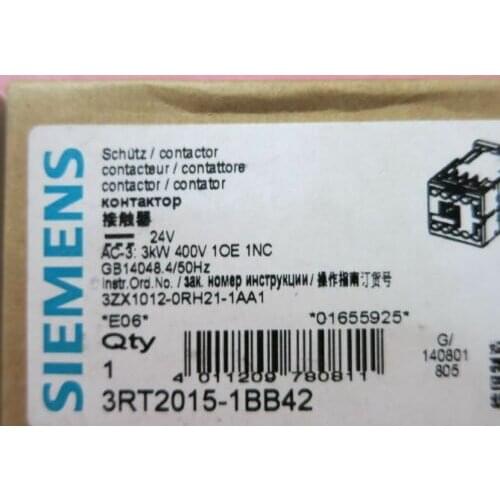 SIEMENS
Schütz / contactor
contacteur / contattore
contactor / contator
контактор
接触器
24V
AC-3: 3kW 400V 1OE 1NC
GB14048.4/50Hz
Instr.Ord.No. / зак. номер инструкции / 操作指南订货号
3ZX1012-0RH21-1AA1
*E06* *01655925*
Qty
1
4 011209 780811
G/
140801
805
3RT2015-1BB42